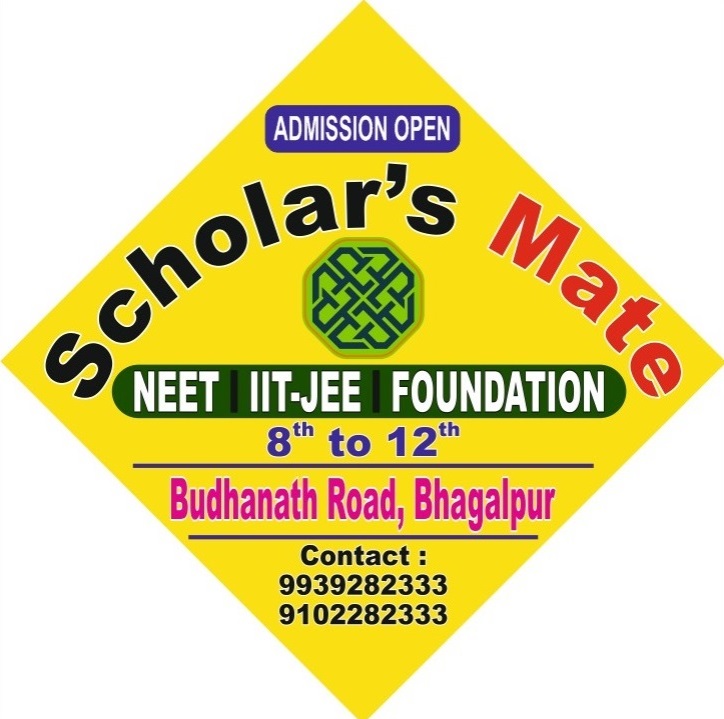 ADMISSION OPEN
Scholar's Mate
NEET | IIT-JEE | FOUNDATION
8th to 12th
Budhanath Road, Bhagalpur
Contact :
9939282333
9102282333